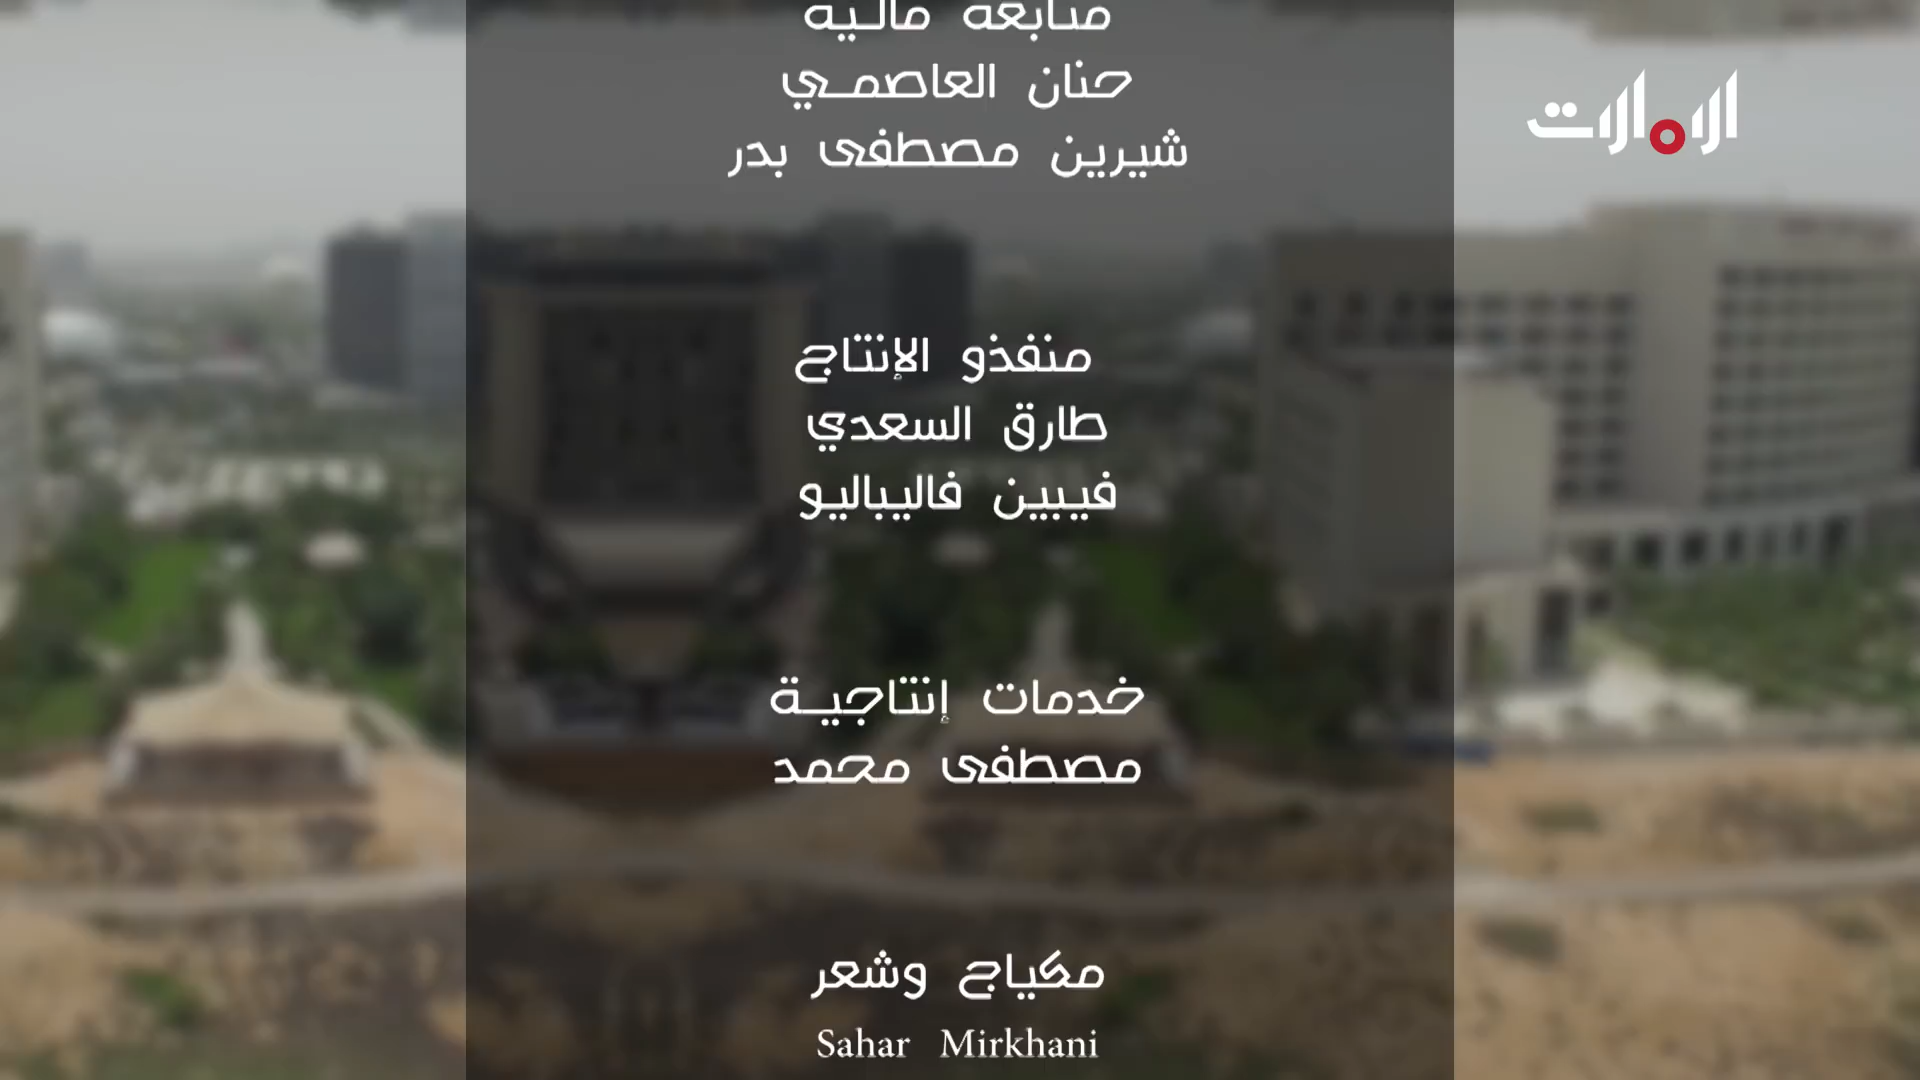 متابعة مالية
حنان العاصمي
شيرين مصطفى بدر
الإمارات
منفذو الإنتاج
طارق السعدي
فيبين فاليباليو
خدمات إنتاجية
مصطفى محمد
مكياج وشعر
Sahar Mirkhani